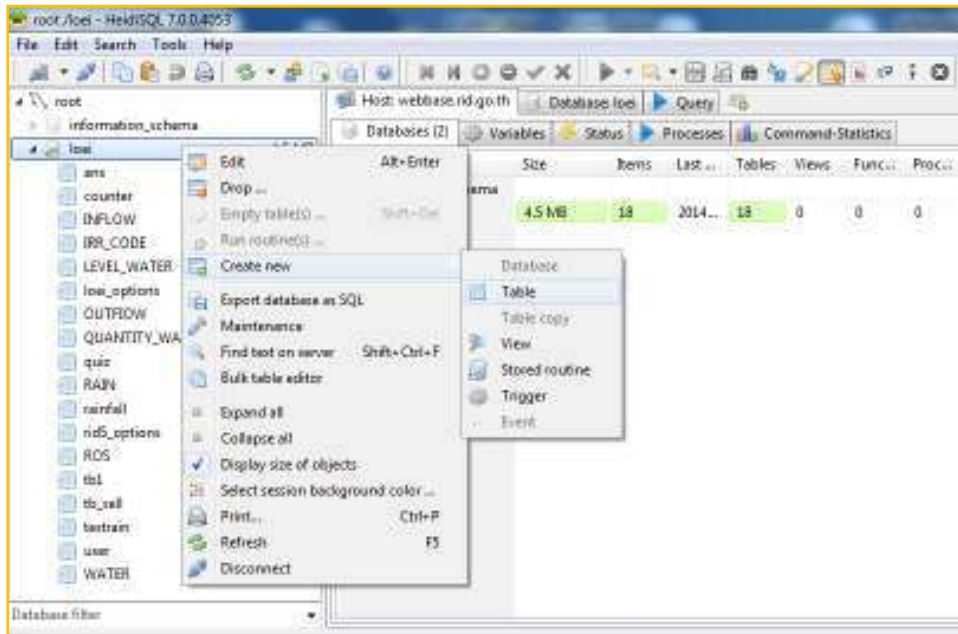 root /loei - HeidiSQL 7.0.0.4053
File Edit Search Tools Help
root
information_schema
loei
ans
counter
INFLOW
IRR_CODE
LEVEL_WATER
loei_options
OUTFLOW
QUANTITY_WA
quiz
RAIN
rainfall
rid5_options
ROS
tb1
tb_sell
testrain
user
WATER
Database filter
Host: webbase.rid.go.th Database: loei Query
Databases (2) Variables Status Processes Command-Statistics
Size Items Last ... Tables Views Func... Proc...
ema
4.5 MB 18 2014... 18 0 0 0
Edit Alt+Enter
Drop ...
Empty table(s) ... Shift+Del
Run routine(s) ...
Create new
Export database as SQL
Maintenance
Find text on server Shift+Ctrl+F
Bulk table editor
Expand all
Collapse all
Display size of objects
Select session background color ...
Print... Ctrl+P
Refresh F5
Disconnect
Database
Table
Table copy
View
Stored routine
Trigger
Event